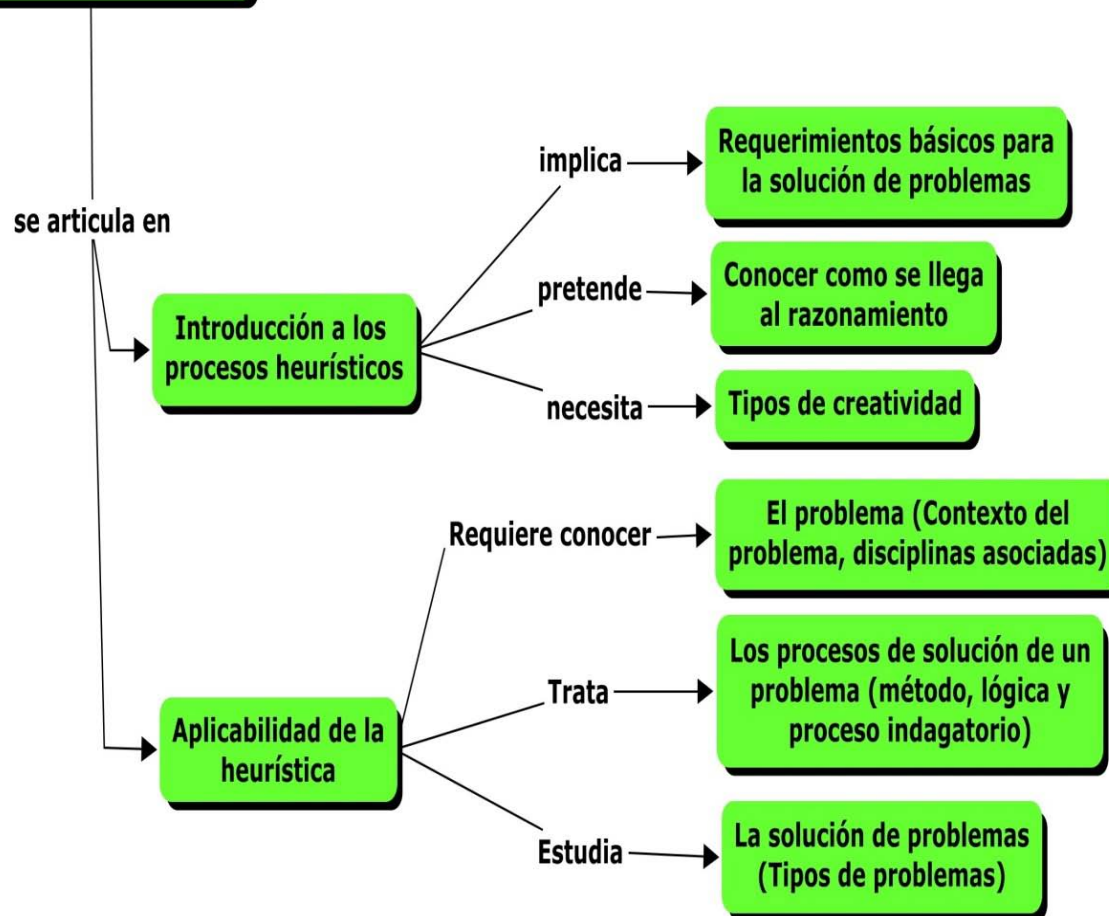 se articula en
Introducción a los
procesos heurísticos
implica
Requerimientos básicos para
la solución de problemas
pretende
Conocer como se llega
al razonamiento
necesita
Tipos de creatividad
Aplicabilidad de la
heurística
Requiere conocer
El problema (Contexto del
problema, disciplinas asociadas)
Trata
Los procesos de solución de un
problema (método, lógica y
proceso indagatorio)
Estudia
La solución de problemas
(Tipos de problemas)